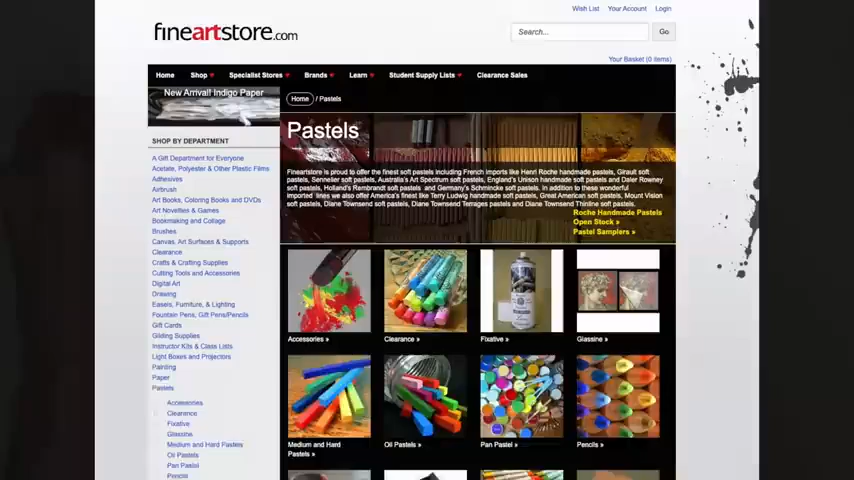 Wish List Your Account Login
fineartstore.com
Search... Go
Your Basket (0 items)
Home Shop Specialist Stores Brands Learn Student Supply Lists Clearance Sales
New Arrival! Indigo Paper
Home / Pastels
Pastels
Fineartstore is proud to offer the finest soft pastels including French imports like Henri Roche handmade pastels, Girault soft
pastels, Sennelier soft pastels, Australia's Art Spectrum soft pastels, England's Unison handmade soft pastels and Daler Rowney
soft pastels, Holland's Rembrandt soft pastels and Germany's Schmincke soft pastels. In addition to these wonderful
imported lines we also offer America's finest like Terry Ludwig handmade soft pastels, Great American soft pastels, Mount Vision
soft pastels, Diane Townsend soft pastels, Diane Townsend Terrages pastels and Diane Townsend Thinline soft pastels.
Roche Handmade Pastels
Open Stock »
Pastel Samplers »
SHOP BY DEPARTMENT
A Gift Department for Everyone
Acetate, Polyester & Other Plastic Films
Adhesives
Airbrush
Art Books, Coloring Books and DVDs
Art Novelties & Games
Bookmaking and Collage
Brushes
Canvas, Art Surfaces & Supports
Clearance
Crafts & Crafting Supplies
Cutting Tools and Accessories
Digital Art
Drawing
Easels, Furniture, & Lighting
Fountain Pens, Gift Pens/Pencils
Gift Cards
Gilding Supplies
Instructor Kits & Class Lists
Light Boxes and Projectors
Painting
Paper
Pastels
Accessories
Clearance
Fixative
Glassine
Medium and Hard Pastels
Oil Pastels
Pan Pastel
Pencils
Accessories » Clearance » Fixative » Glassine »
Medium and Hard
Pastels »
Oil Pastels » Pan Pastel » Pencils »